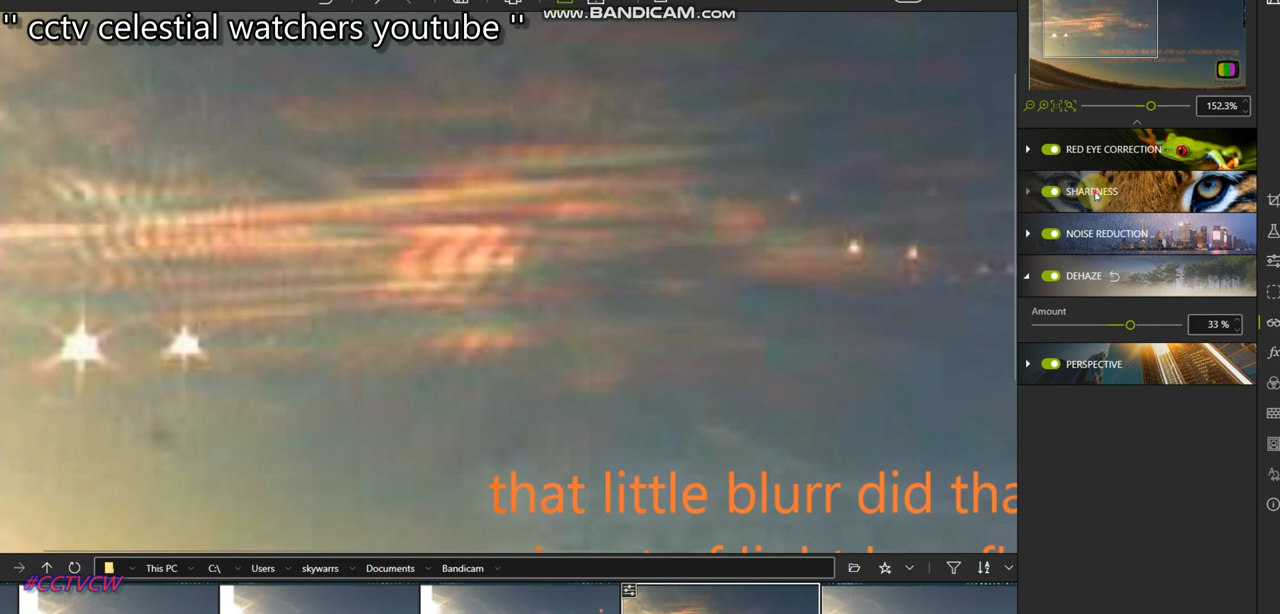 www.BANDICAM.com
" cctv celestial watchers youtube "
152.3%
RED EYE CORRECTION
SHARPNESS
NOISE REDUCTION
DEHAZE
Amount
33 %
PERSPECTIVE
that little blurr did tha
This PC C:\ Users skywarrs Documents Bandicam
#CCTVCW